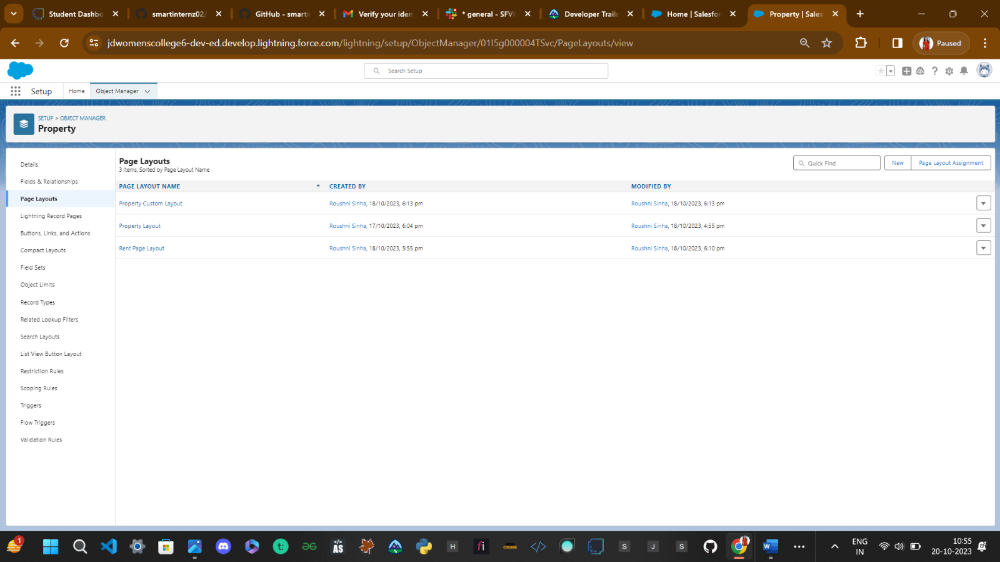 Student Dashbo
smartinternz02/
GitHub - smarti
Verify your iden
* general - SFVI
Developer Trailh
Home | Salesfor
Property | Sales
jdwomenscollege6-dev-ed.develop.lightning.force.com/lightning/setup/ObjectManager/01I5g000004TSvc/PageLayouts/view
Paused
Search Setup
Setup
Home
Object Manager
SETUP > OBJECT MANAGER
Property
Details
Fields & Relationships
Page Layouts
Lightning Record Pages
Buttons, Links, and Actions
Compact Layouts
Field Sets
Object Limits
Record Types
Related Lookup Filters
Search Layouts
List View Button Layout
Restriction Rules
Scoping Rules
Triggers
Flow Triggers
Validation Rules
Page Layouts
3 Items, Sorted by Page Layout Name
Quick Find
New
Page Layout Assignment
PAGE LAYOUT NAME CREATED BY MODIFIED BY
Property Custom Layout Roushni Sinha, 18/10/2023, 6:13 pm Roushni Sinha, 18/10/2023, 6:13 pm
Property Layout Roushni Sinha, 17/10/2023, 6:04 pm Roushni Sinha, 18/10/2023, 4:55 pm
Rent Page Layout Roushni Sinha, 18/10/2023, 5:55 pm Roushni Sinha, 18/10/2023, 6:10 pm
1
t:
</>
AS
H
fi
COLLEGE
</>
S
J
S
W
ENG
IN
10:55
20-10-2023